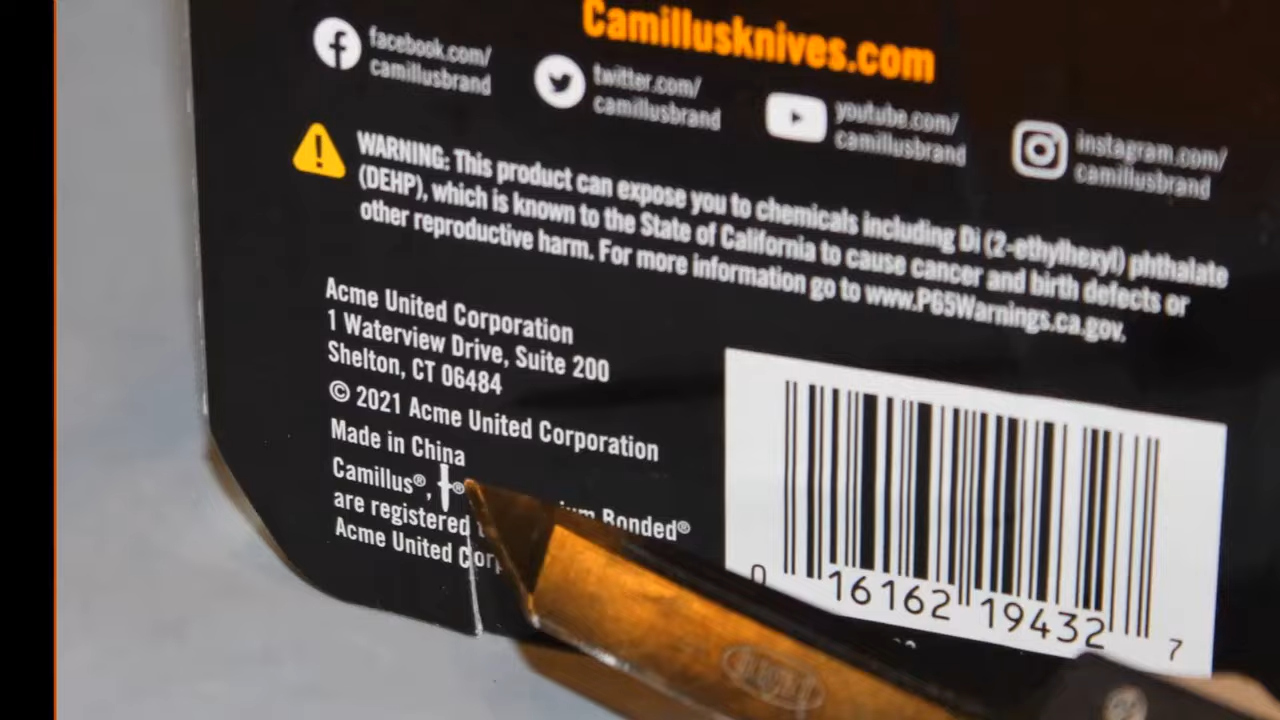 Camillusknives.com
facebook.com/
camillusbrand
twitter.com/
camillusbrand
youtube.com/
camillusbrand
instagram.com/
camillusbrand
WARNING: This product can expose you to chemicals including Di (2-ethylhexyl) phthalate
(DEHP), which is known to the State of California to cause cancer and birth defects or
other reproductive harm. For more information go to www.P65Warnings.ca.gov.
Acme United Corporation
1 Waterview Drive, Suite 200
Shelton, CT 06484
© 2021 Acme United Corporation
Made in China
Camillus®, ® Bonded®
are registered
Acme United
0 16162 19432 7